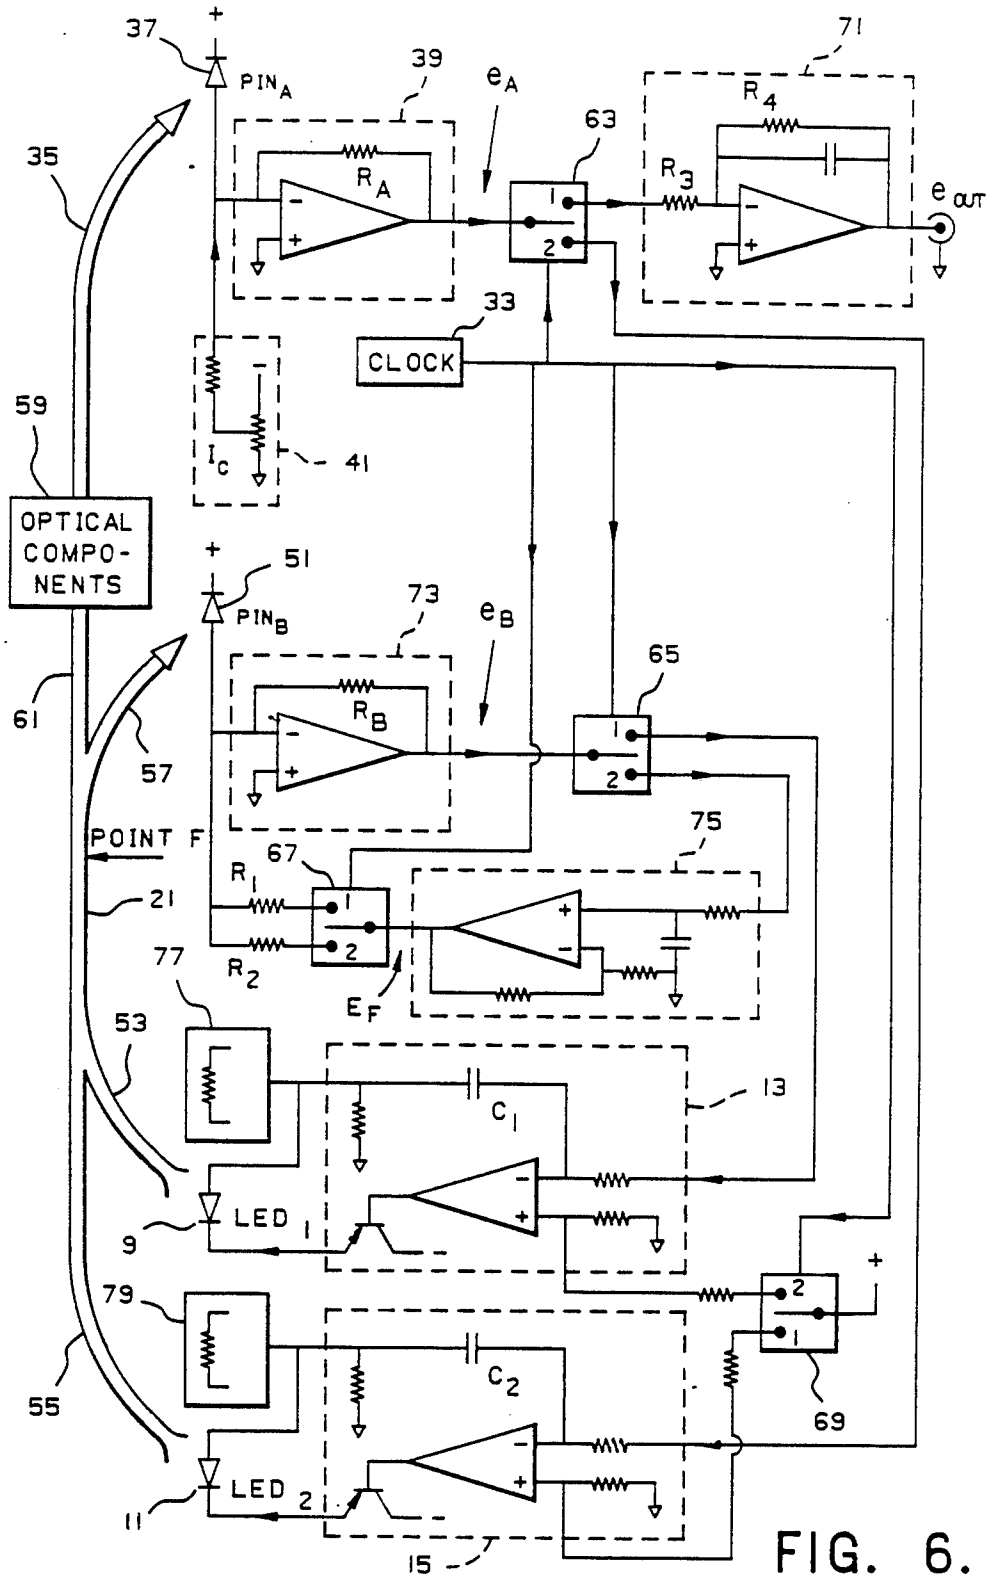 +
37
PIN_A
39
e_A
71
R_4
63
35
R_A
1
R_3
e_OUT
-
+
2
-
+
33
CLOCK
-
59
I_C
41
OPTICAL
COMPO-
NENTS
+
51
PIN_B
73
e_B
65
61
R_B
1
57
-
+
2
POINT F
75
67
R_1
1
21
+
-
R_2
2
77
E_F
53
13
C_1
-
+
9
LED 1
-
+
79
2
1
C_2
55
69
-
+
LED 2
-
11
15
FIG. 6.